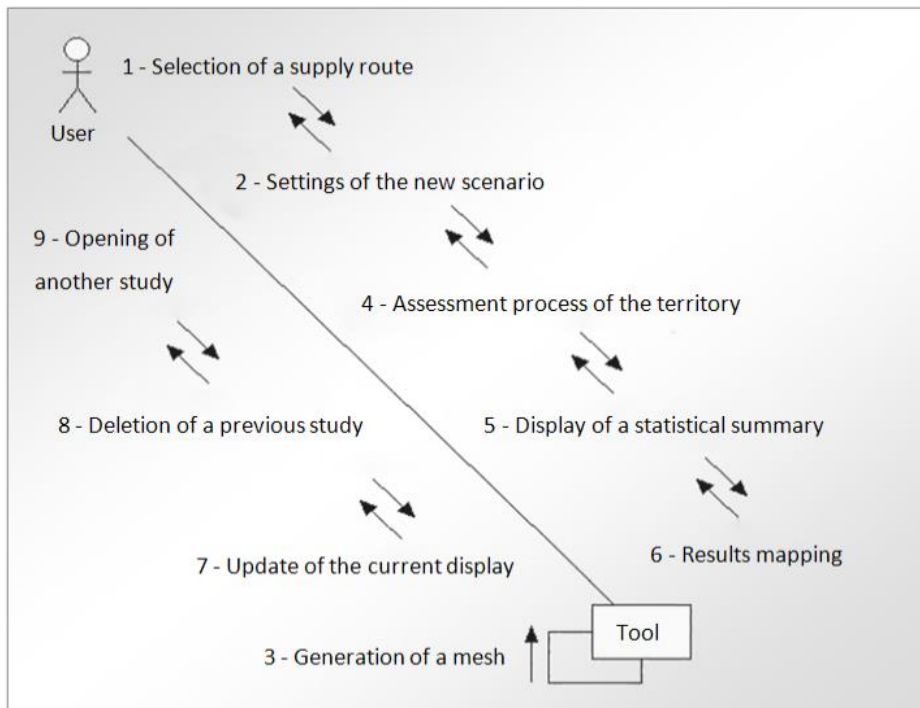 1 - Selection of a supply route
User
2 - Settings of the new scenario
9 - Opening of
another study
4 - Assessment process of the territory
8 - Deletion of a previous study
5 - Display of a statistical summary
7 - Update of the current display
6 - Results mapping
Tool
3 - Generation of a mesh